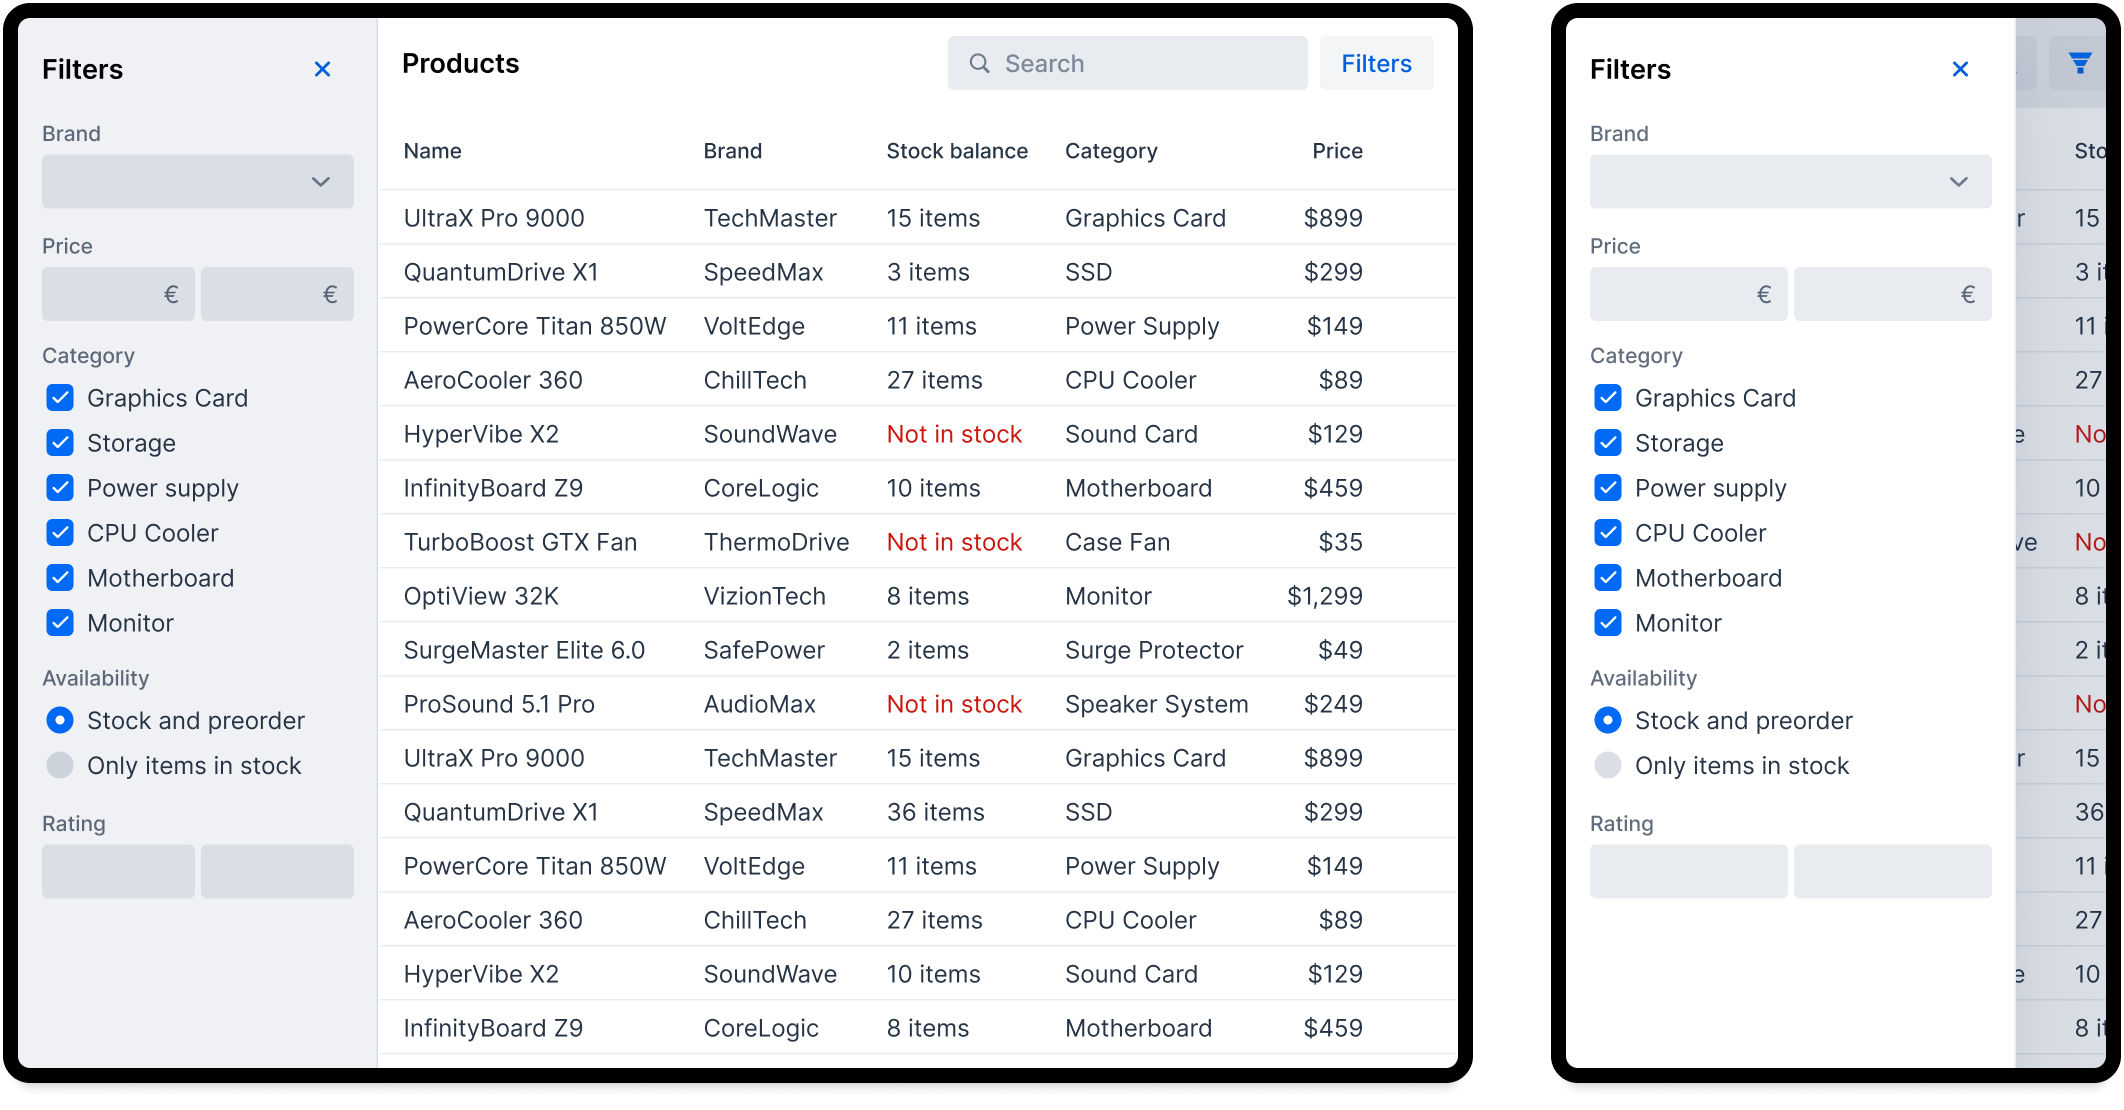 Filters
Brand
Price
€ €
Category
Graphics Card
Storage
Power supply
CPU Cooler
Motherboard
Monitor
Availability
Stock and preorder
Only items in stock
Rating
Products Search Filters
Name Brand Stock balance Category Price
UltraX Pro 9000 TechMaster 15 items Graphics Card $899
QuantumDrive X1 SpeedMax 3 items SSD $299
PowerCore Titan 850W VoltEdge 11 items Power Supply $149
AeroCooler 360 ChillTech 27 items CPU Cooler $89
HyperVibe X2 SoundWave Not in stock Sound Card $129
InfinityBoard Z9 CoreLogic 10 items Motherboard $459
TurboBoost GTX Fan ThermoDrive Not in stock Case Fan $35
OptiView 32K VizionTech 8 items Monitor $1,299
SurgeMaster Elite 6.0 SafePower 2 items Surge Protector $49
ProSound 5.1 Pro AudioMax Not in stock Speaker System $249
UltraX Pro 9000 TechMaster 15 items Graphics Card $899
QuantumDrive X1 SpeedMax 36 items SSD $299
PowerCore Titan 850W VoltEdge 11 items Power Supply $149
AeroCooler 360 ChillTech 27 items CPU Cooler $89
HyperVibe X2 SoundWave 10 items Sound Card $129
InfinityBoard Z9 CoreLogic 8 items Motherboard $459
Filters
Brand
Price
€ €
Category
Graphics Card
Storage
Power supply
CPU Cooler
Motherboard
Monitor
Availability
Stock and preorder
Only items in stock
Rating
Sto
r 15
3 it
11 i
27
e No
10
ve No
8 it
2 it
No
r 15
36
11 i
27
e 10
8 it